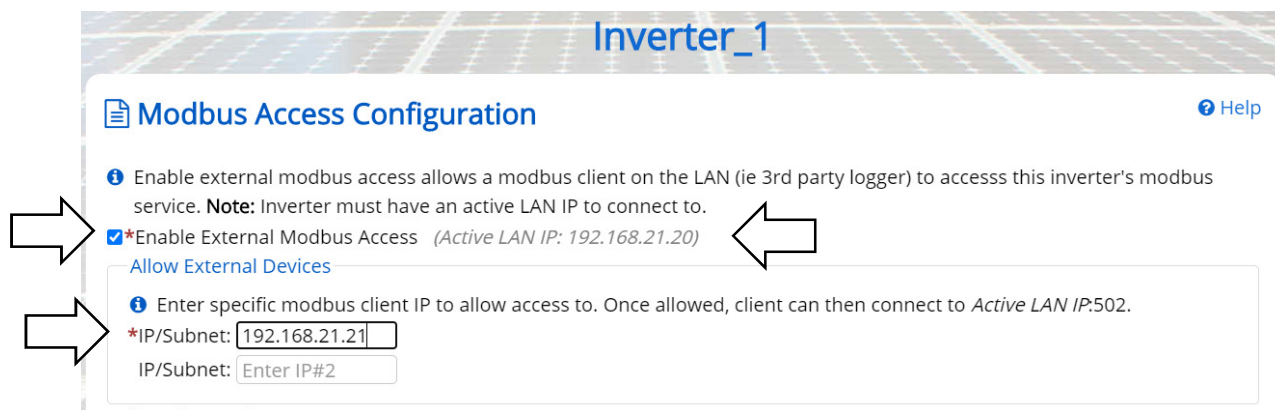 Inverter_1
Modbus Access Configuration
Help
Enable external modbus access allows a modbus client on the LAN (ie 3rd party logger) to accesss this inverter's modbus
service. Note: Inverter must have an active LAN IP to connect to.
*Enable External Modbus Access (Active LAN IP: 192.168.21.20)
Allow External Devices
Enter specific modbus client IP to allow access to. Once allowed, client can then connect to Active LAN IP:502.
*IP/Subnet: 192.168.21.21
IP/Subnet: Enter IP#2